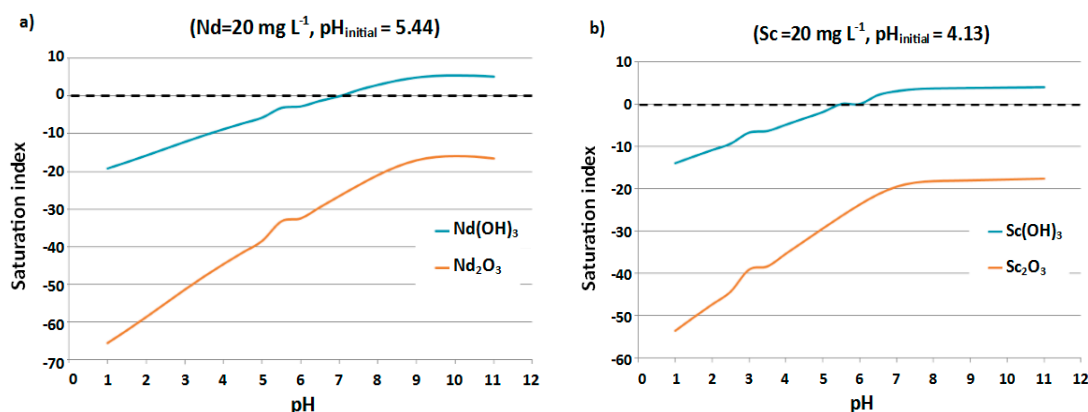 a)
(Nd=20 mg L⁻¹, pHinitial = 5.44)
Saturation index
10
0
-10
-20
-30
-40
-50
-60
-70
Nd(OH)₃
Nd₂O₃
0 1 2 3 4 5 6 7 8 9 10 11 12
pH
b)
(Sc =20 mg L⁻¹, pHinitial = 4.13)
Saturation index
10
0
-10
-20
-30
-40
-50
-60
Sc(OH)₃
Sc₂O₃
0 1 2 3 4 5 6 7 8 9 10 11 12
pH